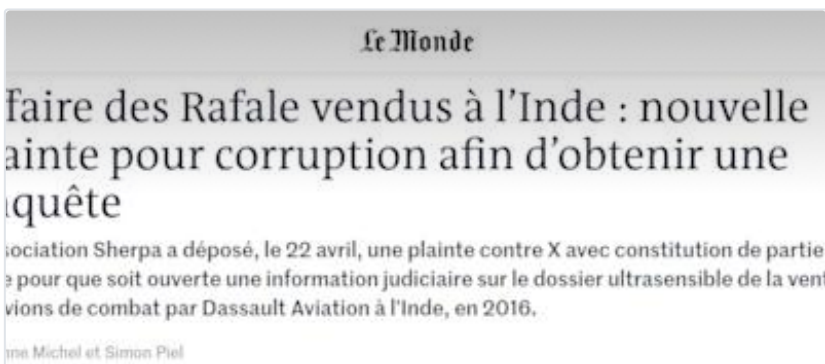 Le Monde
faire des Rafale vendus à l'Inde : nouvelle
ainte pour corruption afin d'obtenir une
quête
sociation Sherpa a déposé, le 22 avril, une plainte contre X avec constitution de partie
e pour que soit ouverte une information judiciaire sur le dossier ultrasensible de la vent
vions de combat par Dassault Aviation à l'Inde, en 2016.
ne Michel et Simon Piel